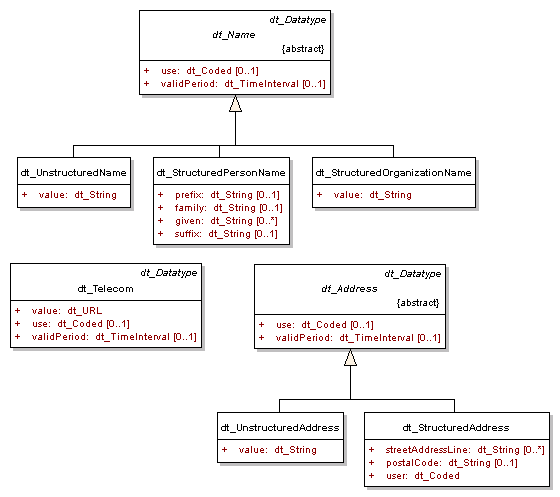 dt_Datatype
dt_Name
{abstract}
+ use: dt_Coded [0..1]
+ validPeriod: dt_TimeInterval [0..1]
dt_UnstructuredName
+ value: dt_String
dt_StructuredPersonName
+ prefix: dt_String [0..1]
+ family: dt_String [0..1]
+ given: dt_String [0..*]
+ suffix: dt_String [0..1]
dt_StructuredOrganizationName
+ value: dt_String
dt_Datatype
dt_Telecom
+ value: dt_URL
+ use: dt_Coded [0..1]
+ validPeriod: dt_TimeInterval [0..1]
dt_Datatype
dt_Address
{abstract}
+ use: dt_Coded [0..1]
+ validPeriod: dt_TimeInterval [0..1]
dt_UnstructuredAddress
+ value: dt_String
dt_StructuredAddress
+ streetAddressLine: dt_String [0..*]
+ postalCode: dt_String [0..1]
+ user: dt_Coded